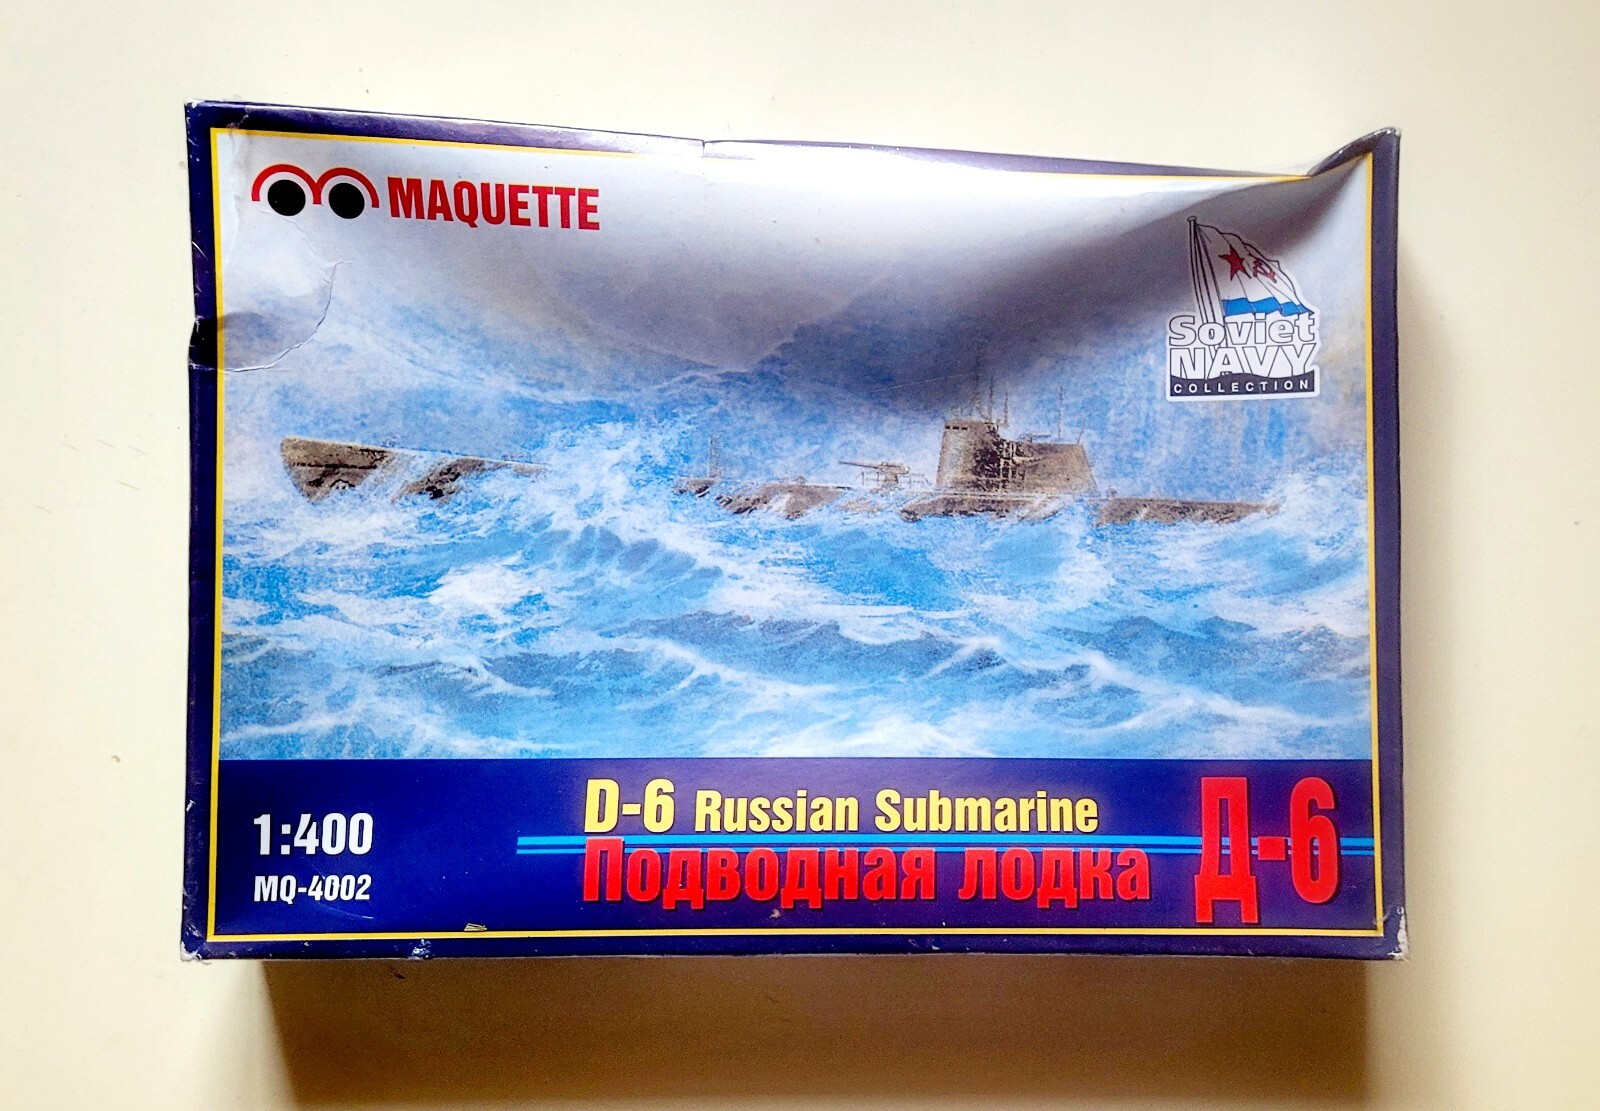 MAQUETTE
Soviet
NAVY
COLLECTION
1:400
MQ-4002
D-6 Russian Submarine
Подводная лодка Д-6